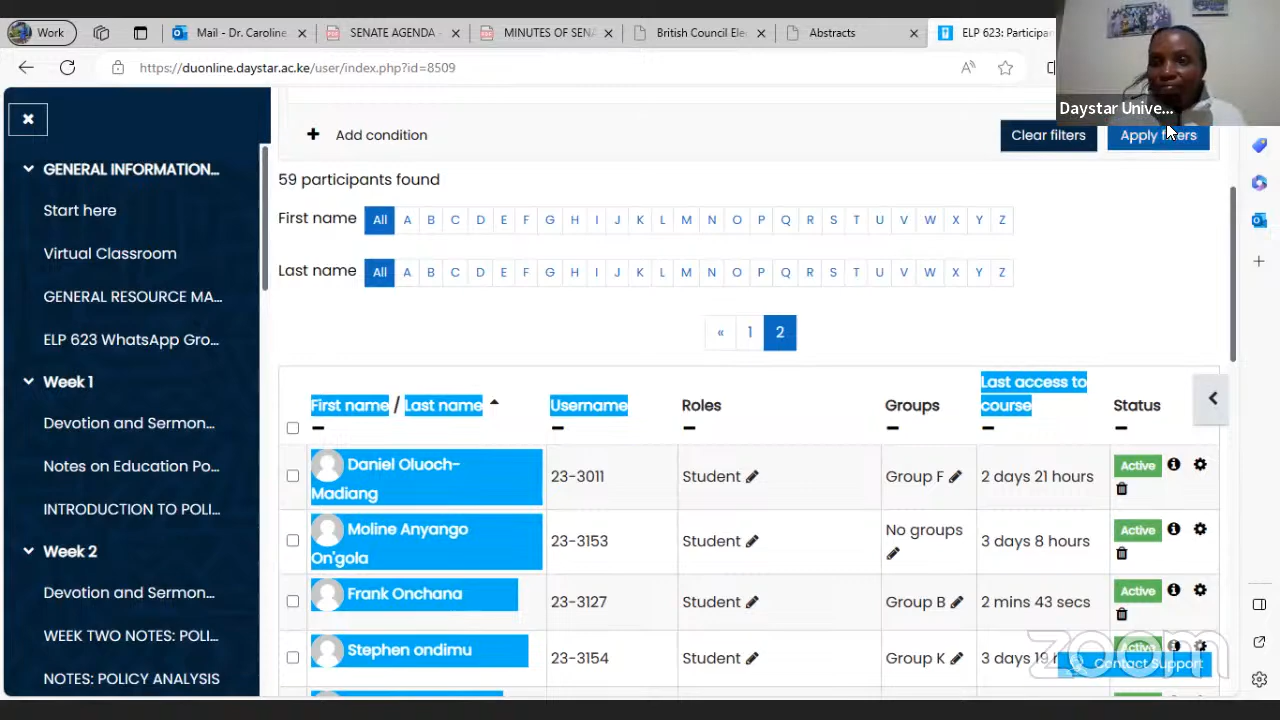 Work
Mail - Dr. Caroline
SENATE AGENDA -
MINUTES OF SENA
British Council Ele
Abstracts
ELP 623: Participa
https://duonline.daystar.ac.ke/user/index.php?id=8509
Daystar Unive...
GENERAL INFORMATION...
Start here
Virtual Classroom
GENERAL RESOURCE MA...
ELP 623 WhatsApp Gro...
Week 1
Devotion and Sermon...
Notes on Education Po...
INTRODUCTION TO POLI...
Week 2
Devotion and Sermon...
WEEK TWO NOTES: POLI...
NOTES: POLICY ANALYSIS
Add condition
Clear filters
Apply filters
59 participants found
First name All A B C D E F G H I J K L M N O P Q R S T U V W X Y Z
Last name All A B C D E F G H I J K L M N O P Q R S T U V W X Y Z
« 1 2
First name / Last name Username Roles Groups Last access to course Status
Daniel Oluoch-
Madiang 23-3011 Student Group F 2 days 21 hours Active
Moline Anyango
On'gola 23-3153 Student No groups 3 days 8 hours Active
Frank Onchana 23-3127 Student Group B 2 mins 43 secs Active
Stephen ondimu 23-3154 Student Group K 3 days 19 h Active
zoom
Contact Support